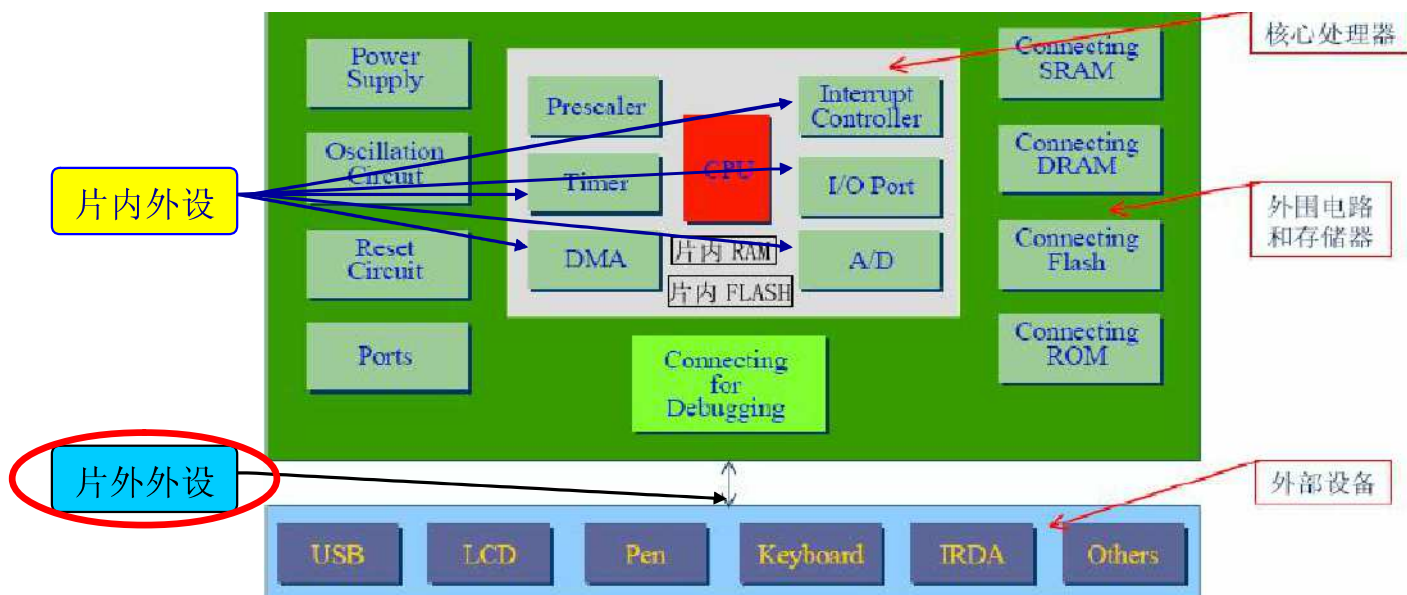 Power
Supply
Oscillation
Circuit
Reset
Circuit
Ports
Prescaler
Timer
DMA
CPU
片内 RAM
片内 FLASH
Interrupt
Controller
I/O Port
A/D
Connecting
for
Debugging
Connecting
SRAM
Connecting
DRAM
Connecting
Flash
Connecting
ROM
核心处理器
外围电路
和存储器
外部设备
片内外设
片外外设
USB
LCD
Pen
Keyboard
IRDA
Others